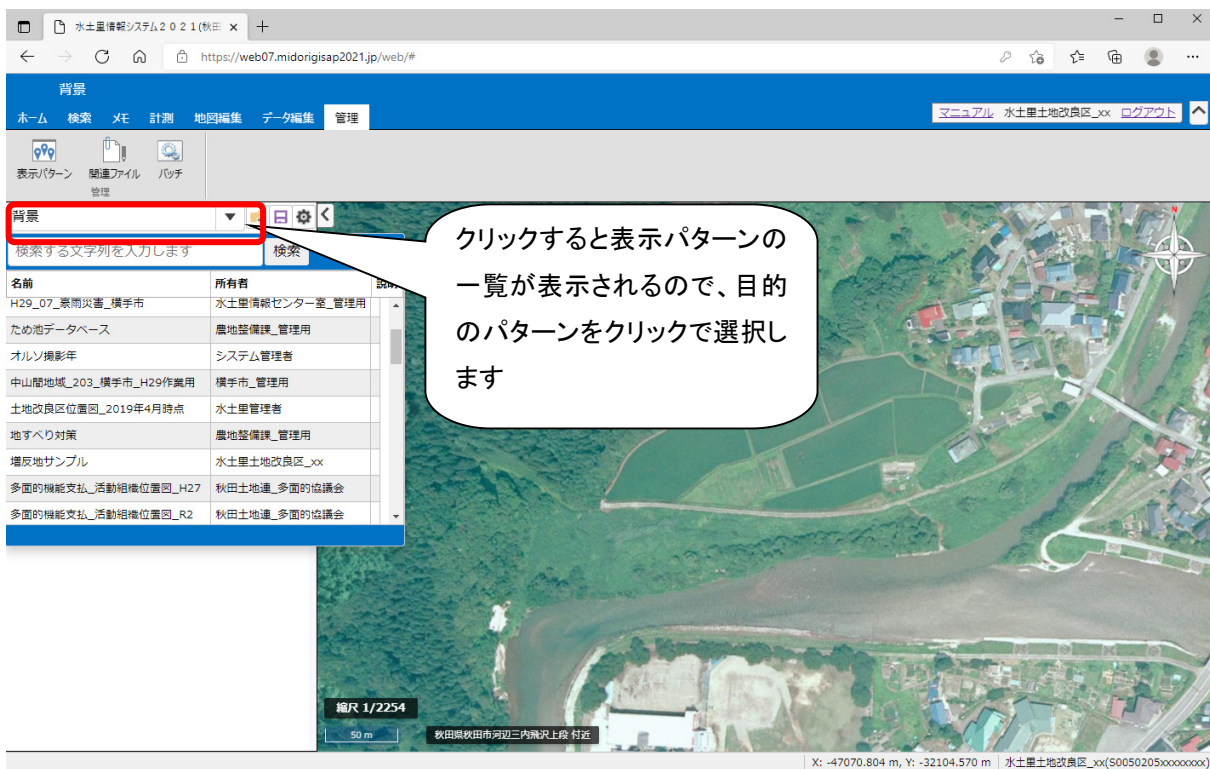 水土里情報システム２０２１(秋田
https://web07.midorigisap2021.jp/web/#
背景
ホーム 検索 メモ 計測 地図編集 データ編集 管理
マニュアル 水土里土地改良区_xx ログアウト
表示パターン 関連ファイル バッチ
管理
背景
検索する文字列を入力します 検索
名前 所有者
H29_07_豪雨災害_横手市 水土里情報センター室_管理用
ため池データベース 農地整備課_管理用
オルソ撮影年 システム管理者
中山間地域_203_横手市_H29作業用 横手市_管理用
土地改良区位置図_2019年4月時点 水土里管理者
地すべり対策 農地整備課_管理用
増反地サンプル 水土里土地改良区_xx
多面的機能支払_活動組織位置図_H27 秋田土地連_多面的協議会
多面的機能支払_活動組織位置図_R2 秋田土地連_多面的協議会
クリックすると表示パターンの
一覧が表示されるので、目的
のパターンをクリックで選択し
ます
N
縮尺 1/2254
50 m
秋田県秋田市河辺三内飛沢上段 付近
X: -47070.804 m, Y: -32104.570 m 水土里土地改良区_xx(S0050205xxxxxxxx)